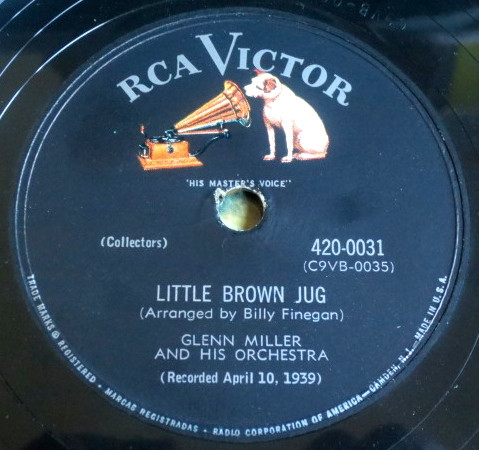 RCA VICTOR
"HIS MASTER'S VOICE"
(Collectors)
420-0031
(C9VB-0035)
LITTLE BROWN JUG
(Arranged by Billy Finegan)
GLENN MILLER
AND HIS ORCHESTRA
(Recorded April 10, 1939)
TRADE MARKS ® REGISTERED • MARCAS REGISTRADAS • RADIO CORPORATION OF AMERICA—CAMDEN, N.J. MADE IN U.S.A.